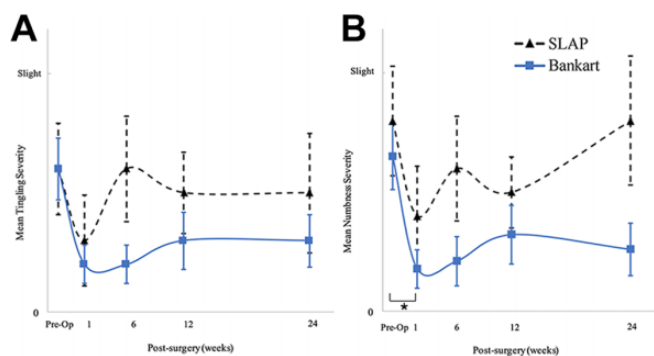 A
Slight
Mean Tingling Severity
0
Pre-Op 1 6 12 24
Post-surgery (weeks)
B
SLAP
Bankart
Slight
Mean Numbness Severity
0
*
Pre-Op 1 6 12 24
Post-surgery (weeks)